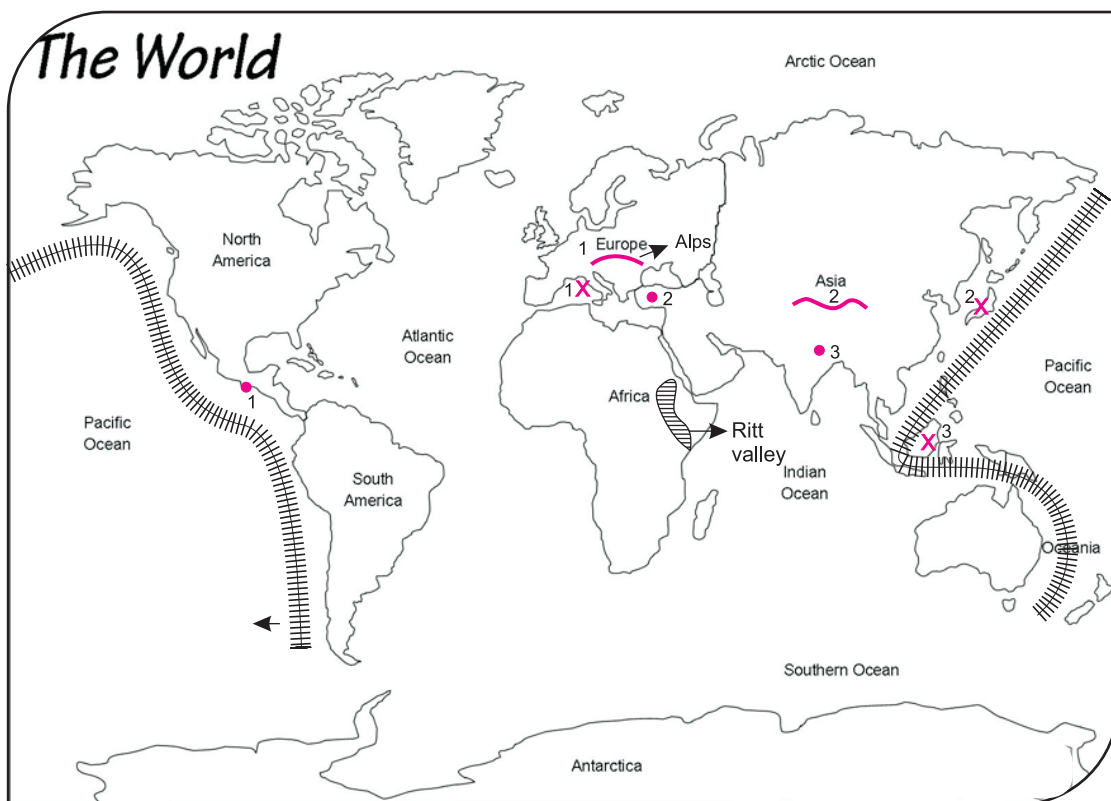 The World
Arctic Ocean
North
America
1
Europe
Alps
Asia
2
1
2
2
Atlantic
Ocean
3
Pacific
Ocean
1
Africa
Pacific
Ocean
Ritt
valley
3
Indian
Ocean
South
America
Oceania
Southern Ocean
Antarctica